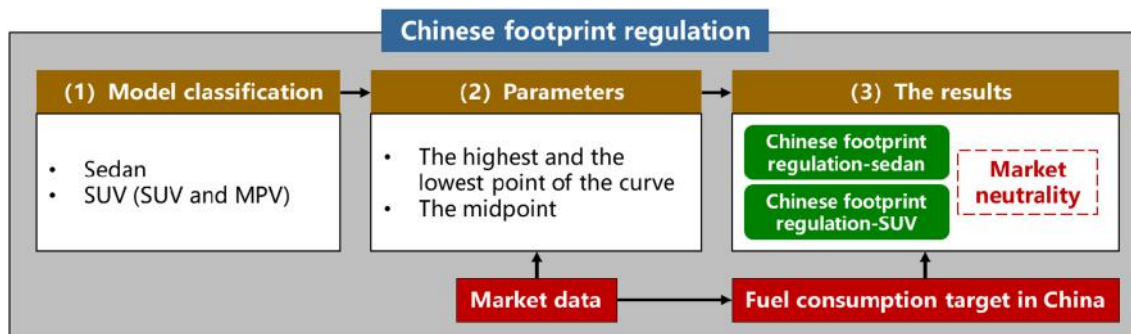 Chinese footprint regulation
(1) Model classification
• Sedan
• SUV (SUV and MPV)
(2) Parameters
• The highest and the
lowest point of the curve
• The midpoint
(3) The results
Chinese footprint
regulation-sedan
Chinese footprint
regulation-SUV
Market
neutrality
Market data
Fuel consumption target in China